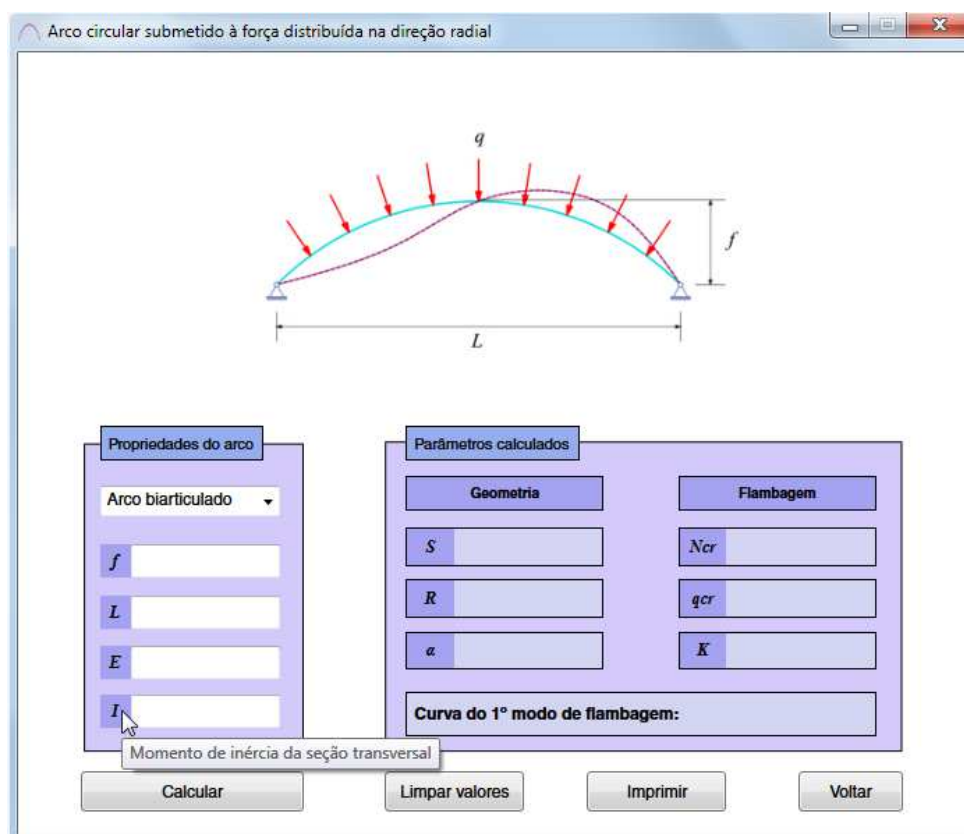 Arco circular submetido à força distribuída na direção radial
q
f
L
Propriedades do arco
Arco biarticulado
f
L
E
I
Momento de inércia da seção transversal
Parâmetros calculados
Geometria
S
R
α
Flambagem
Ncr
qcr
K
Curva do 1º modo de flambagem:
Calcular
Limpar valores
Imprimir
Voltar